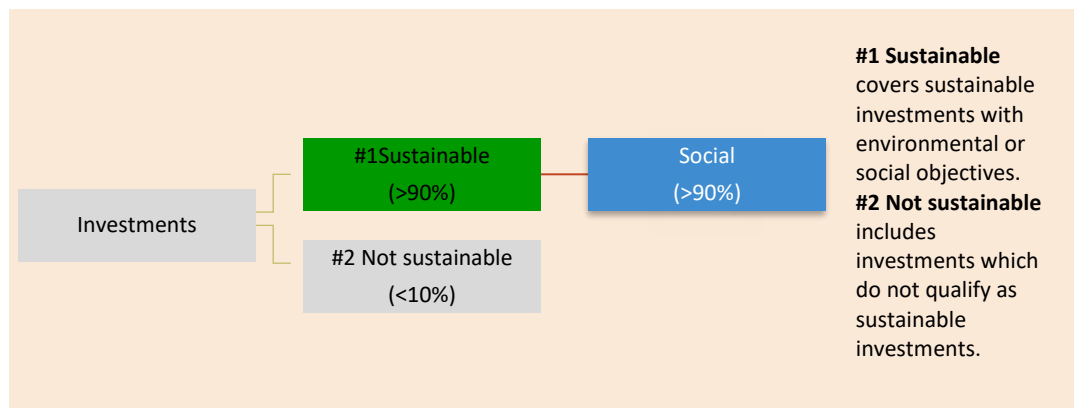 Investments
#1Sustainable
(>90%)
Social
(>90%)
#2 Not sustainable
(<10%)
#1 Sustainable
covers sustainable
investments with
environmental or
social objectives.
#2 Not sustainable
includes
investments which
do not qualify as
sustainable
investments.